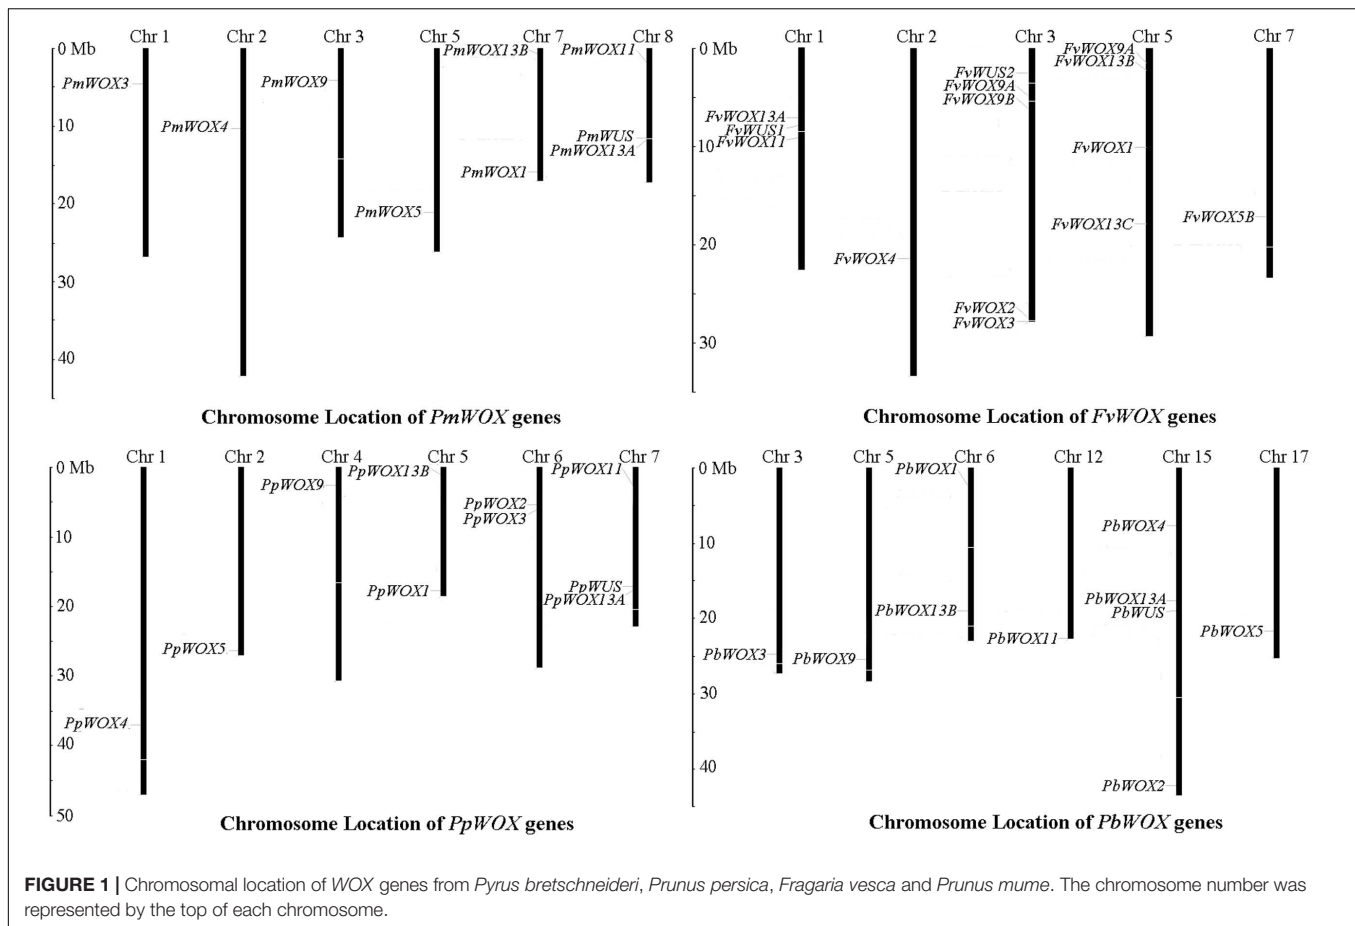 Chr 1 Chr 2 Chr 3 Chr 5 Chr 7 Chr 8
0 Mb
PmWOX13B PmWOX11
PmWOX3 PmWOX9
10
PmWOX4
PmWUS
PmWOX13A
PmWOX1
20
PmWOX5
30
40
Chromosome Location of PmWOX genes
Chr 1 Chr 2 Chr 3 Chr 5 Chr 7
0 Mb
FvWOX9A
FvWOX13B
FvWUS2
FvWOX9A
FvWOX9B
FvWOX13A
FvWUS1
FvWOX11
10
FvWOX1
FvWOX13C FvWOX5B
20
FvWOX4
FvWOX2
FvWOX3
30
Chromosome Location of FvWOX genes
Chr 1 Chr 2 Chr 4 Chr 5 Chr 6 Chr 7
0 Mb
PpWOX13B PpWOX11
PpWOX9
PpWOX2
PpWOX3
10
PpWOX1 PpWUS
PpWOX13A
20
PpWOX5
30
PpWOX4
40
50
Chromosome Location of PpWOX genes
Chr 3 Chr 5 Chr 6 Chr 12 Chr 15 Chr 17
0 Mb
PbWOX1
PbWOX4
10
PbWOX13A
PbWOX13B PbWUS
20
PbWOX11 PbWOX5
PbWOX3 PbWOX9
30
40
PbWOX2
Chromosome Location of PbWOX genes
FIGURE 1 | Chromosomal location of WOX genes from Pyrus bretschneideri, Prunus persica, Fragaria vesca and Prunus mume. The chromosome number was
represented by the top of each chromosome.